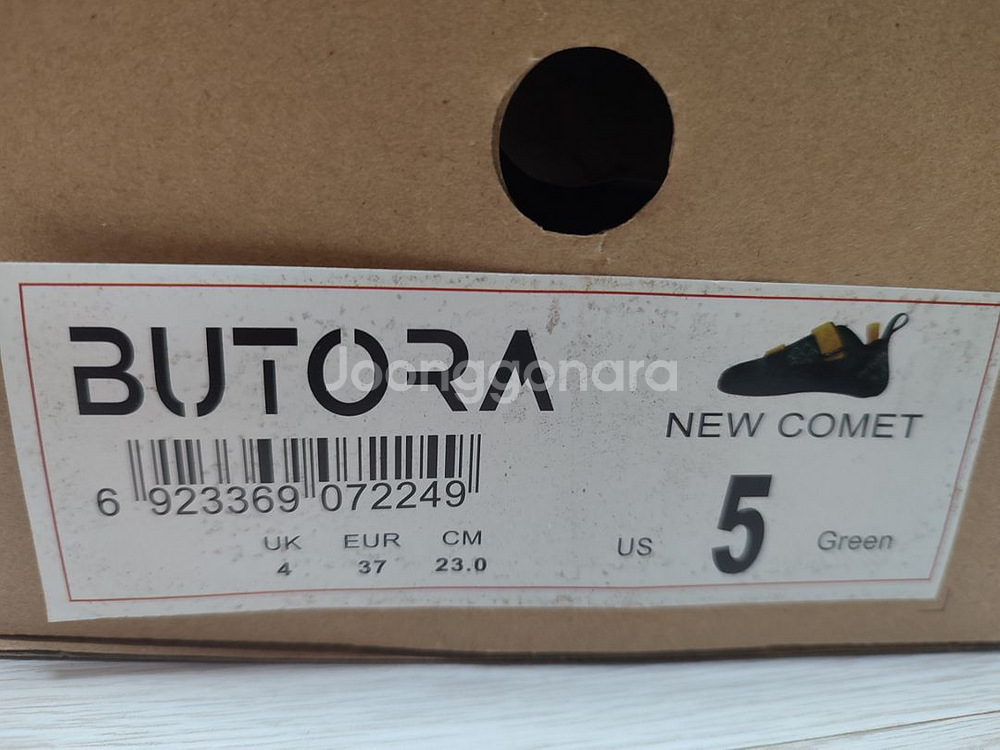 BUTORA
Joonggonara
NEW COMET
6 923369 072249
UK EUR CM
4 37 23.0
US 5 Green